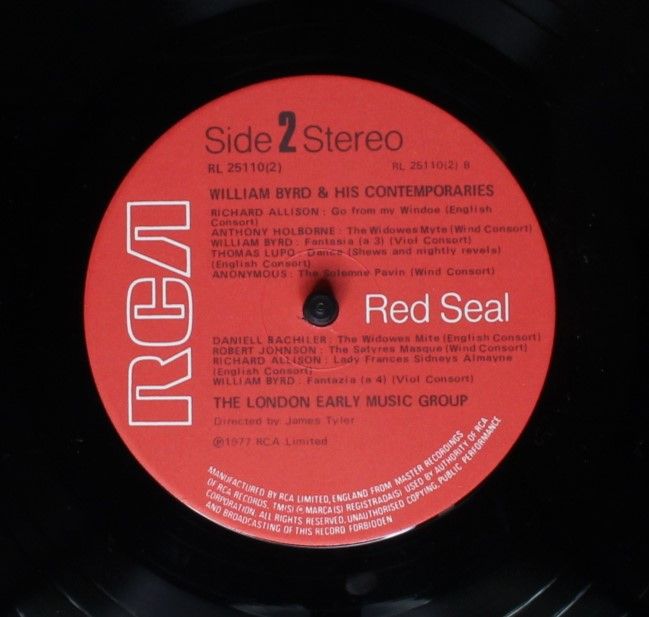 Side 2 Stereo
RL 25110(2) RL 25110(2) B
WILLIAM BYRD & HIS CONTEMPORARIES
RICHARD ALLISON : Go from my Windoe (English
Consort)
ANTHONY HOLBORNE : The Widowes Myte (Wind Consort)
WILLIAM BYRD : Fantasia (a 3) (Viol Consort)
THOMAS LUPO : Dance (Shews and nightly revels)
(English Consort)
ANONYMOUS : The Solemne Pavin (Wind Consort)
RCA
Red Seal
DANIELL BACHILER : The Widowes Mite (English Consort)
ROBERT JOHNSON : The Satyres Masque (Wind Consort)
RICHARD ALLISON : Lady Frances Sidneys Almayne
(English Consort)
WILLIAM BYRD : Fantazia (a 4) (Viol Consort)
THE LONDON EARLY MUSIC GROUP
Directed by James Tyler
℗1977 RCA Limited
MANUFACTURED BY RCA LIMITED, ENGLAND FROM MASTER RECORDINGS
OF RCA RECORDS. TM(S) ® MARCA(S) REGISTRADA(S) USED BY AUTHORITY OF RCA
CORPORATION. ALL RIGHTS RESERVED. UNAUTHORISED COPYING, PUBLIC PERFORMANCE
AND BROADCASTING OF THIS RECORD FORBIDDEN